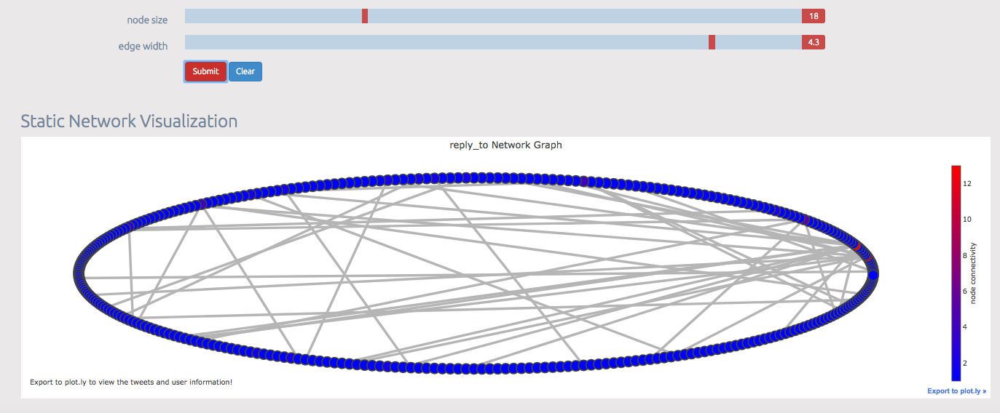 node size
18
edge width
4.3
Submit
Clear
Static Network Visualization
reply_to Network Graph
12
10
8
6
4
2
node connectivity
Export to plot.ly to view the tweets and user information!
Export to plot.ly »